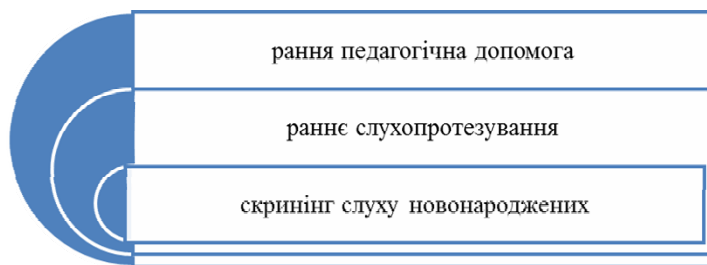 рання педагогічна допомога
раннє слухопротезування
скринінг слуху новонароджених